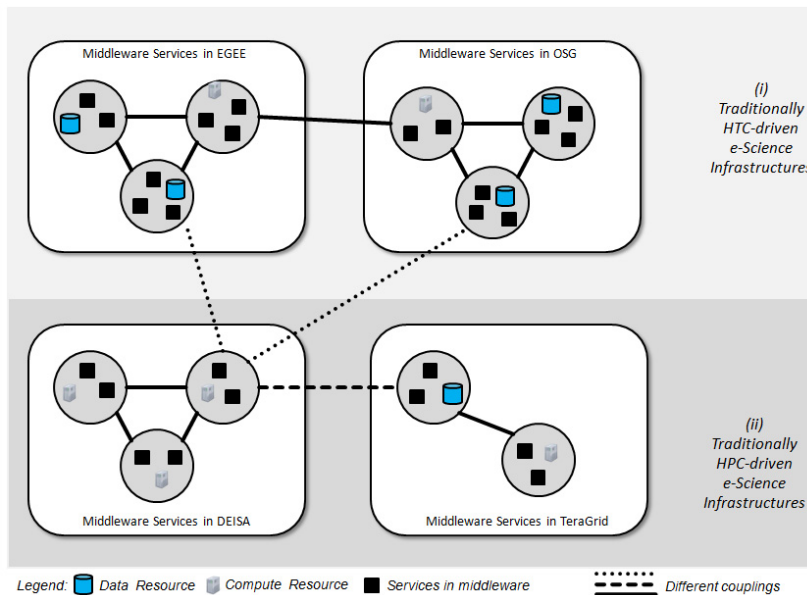 Middleware Services in EGEE
Middleware Services in OSG
(i)
Traditionally
HTC-driven
e-Science
Infrastructures
Middleware Services in DEISA
Middleware Services in TeraGrid
(ii)
Traditionally
HPC-driven
e-Science
Infrastructures
Legend: Data Resource Compute Resource Services in middleware Different couplings